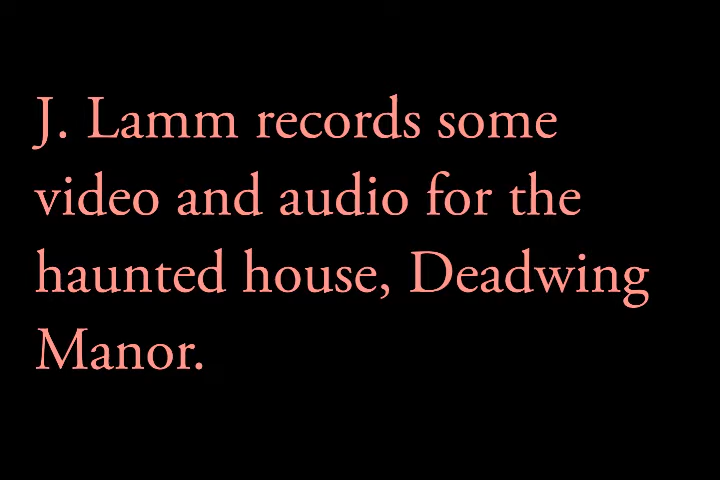 J. Lamm records some
video and audio for the
haunted house, Deadwing
Manor.